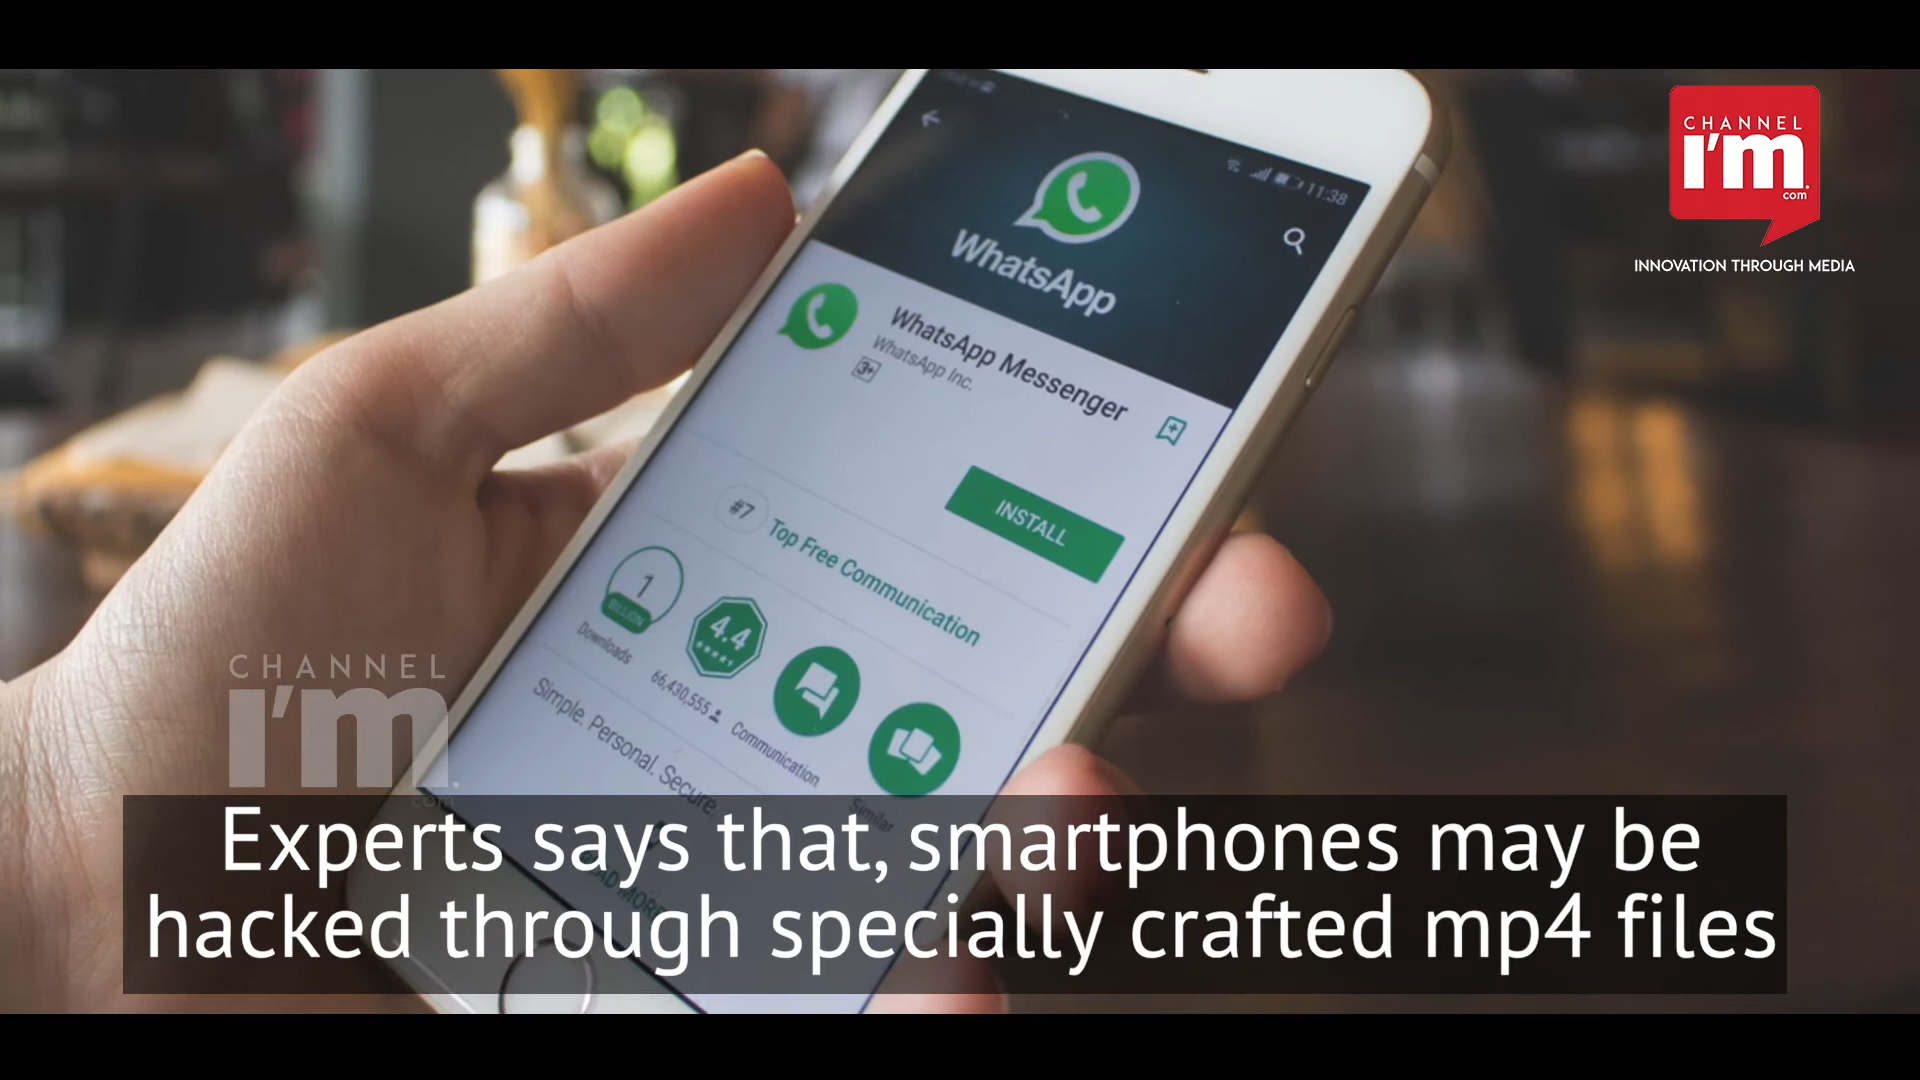 CHANNEL
I'm.
com
INNOVATION THROUGH MEDIA
11:38
WhatsApp
WhatsApp Messenger
WhatsApp Inc.
3+
INSTALL
#7
Top Free Communication
1
BILLION
Downloads
4.4
66,430,555
Communication
Similar
Simple. Personal. Secure.
CHANNEL
I'm.
com
Experts says that, smartphones may be
hacked through specially crafted mp4 files